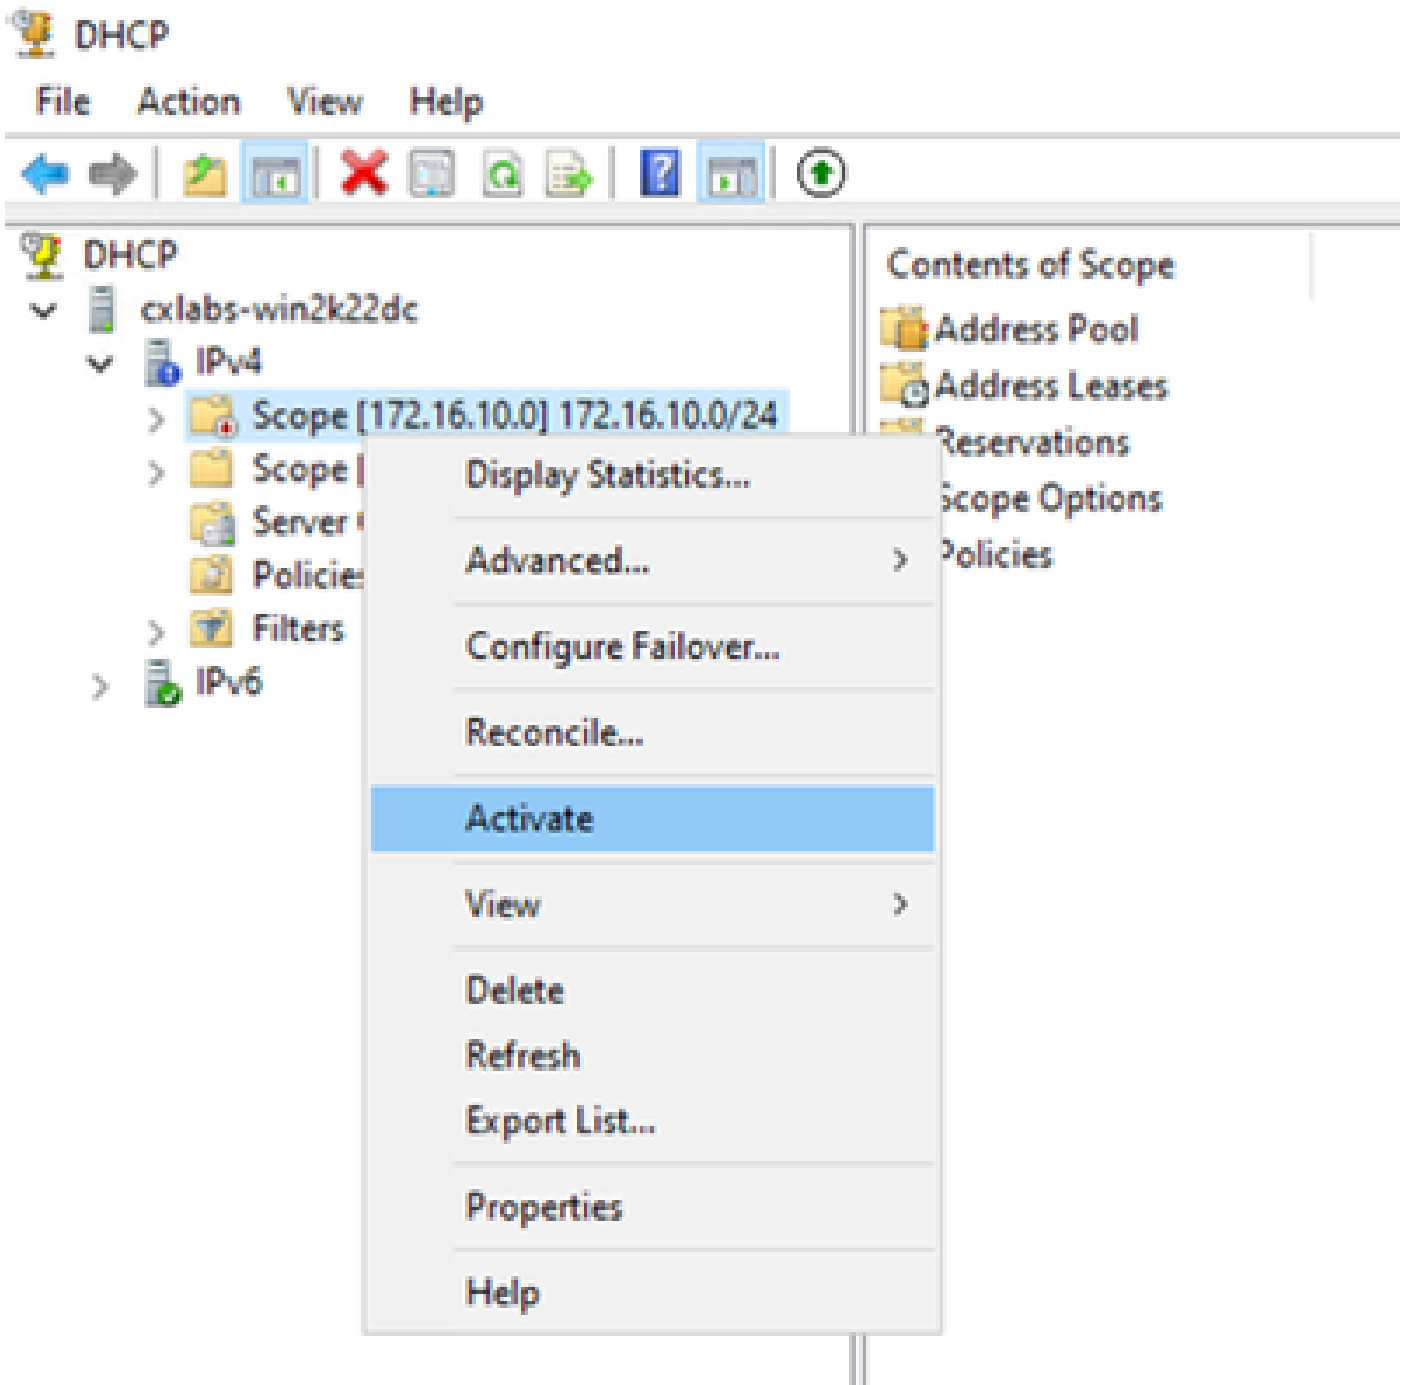 DHCP
File Action View Help
DHCP
cxlabs-win2k22dc
IPv4
Scope [172.16.10.0] 172.16.10.0/24
Scope [
Server
Policies
Filters
IPv6
Contents of Scope
Address Pool
Address Leases
Reservations
Scope Options
Policies
Display Statistics...
Advanced...
Configure Failover...
Reconcile...
Activate
View
Delete
Refresh
Export List...
Properties
Help